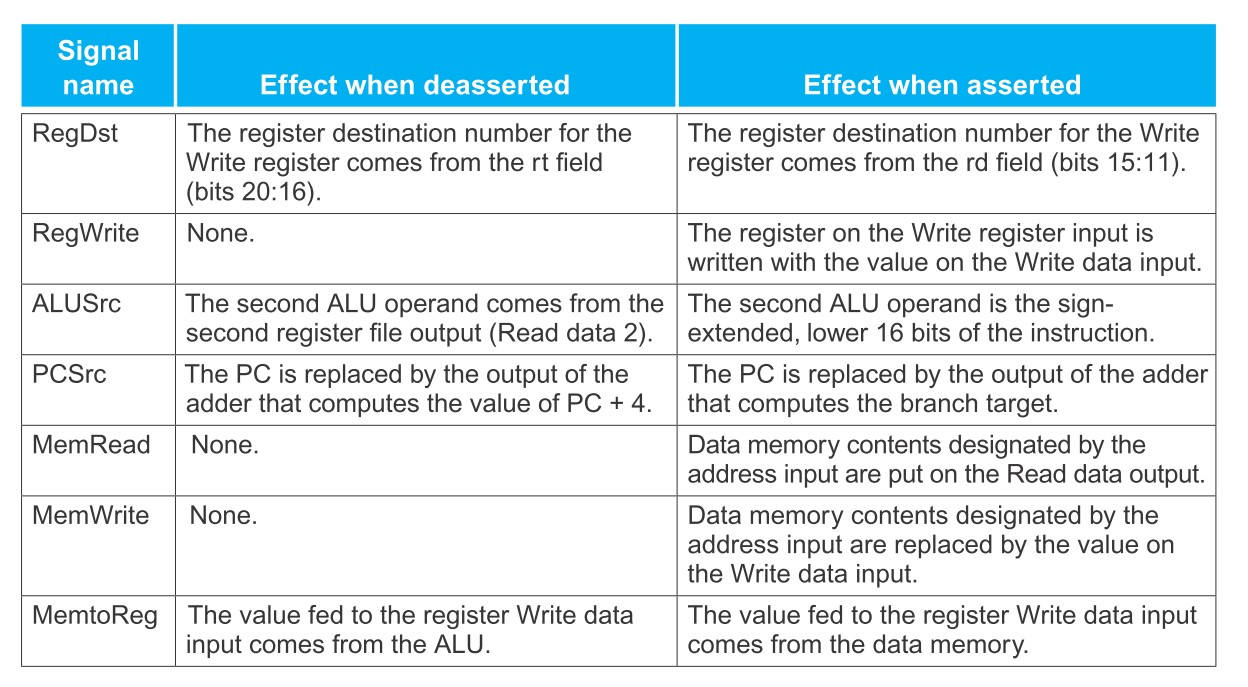 Signal
name
Effect when deasserted
Effect when asserted
RegDst
The register destination number for the
Write register comes from the rt field
(bits 20:16).
The register destination number for the Write
register comes from the rd field (bits 15:11).
RegWrite
None.
The register on the Write register input is
written with the value on the Write data input.
ALUSrc
The second ALU operand comes from the
second register file output (Read data 2).
The second ALU operand is the sign-
extended, lower 16 bits of the instruction.
PCSrc
The PC is replaced by the output of the
adder that computes the value of PC + 4.
The PC is replaced by the output of the adder
that computes the branch target.
MemRead
None.
Data memory contents designated by the
address input are put on the Read data output.
MemWrite
None.
Data memory contents designated by the
address input are replaced by the value on
the Write data input.
MemtoReg
The value fed to the register Write data
input comes from the ALU.
The value fed to the register Write data input
comes from the data memory.